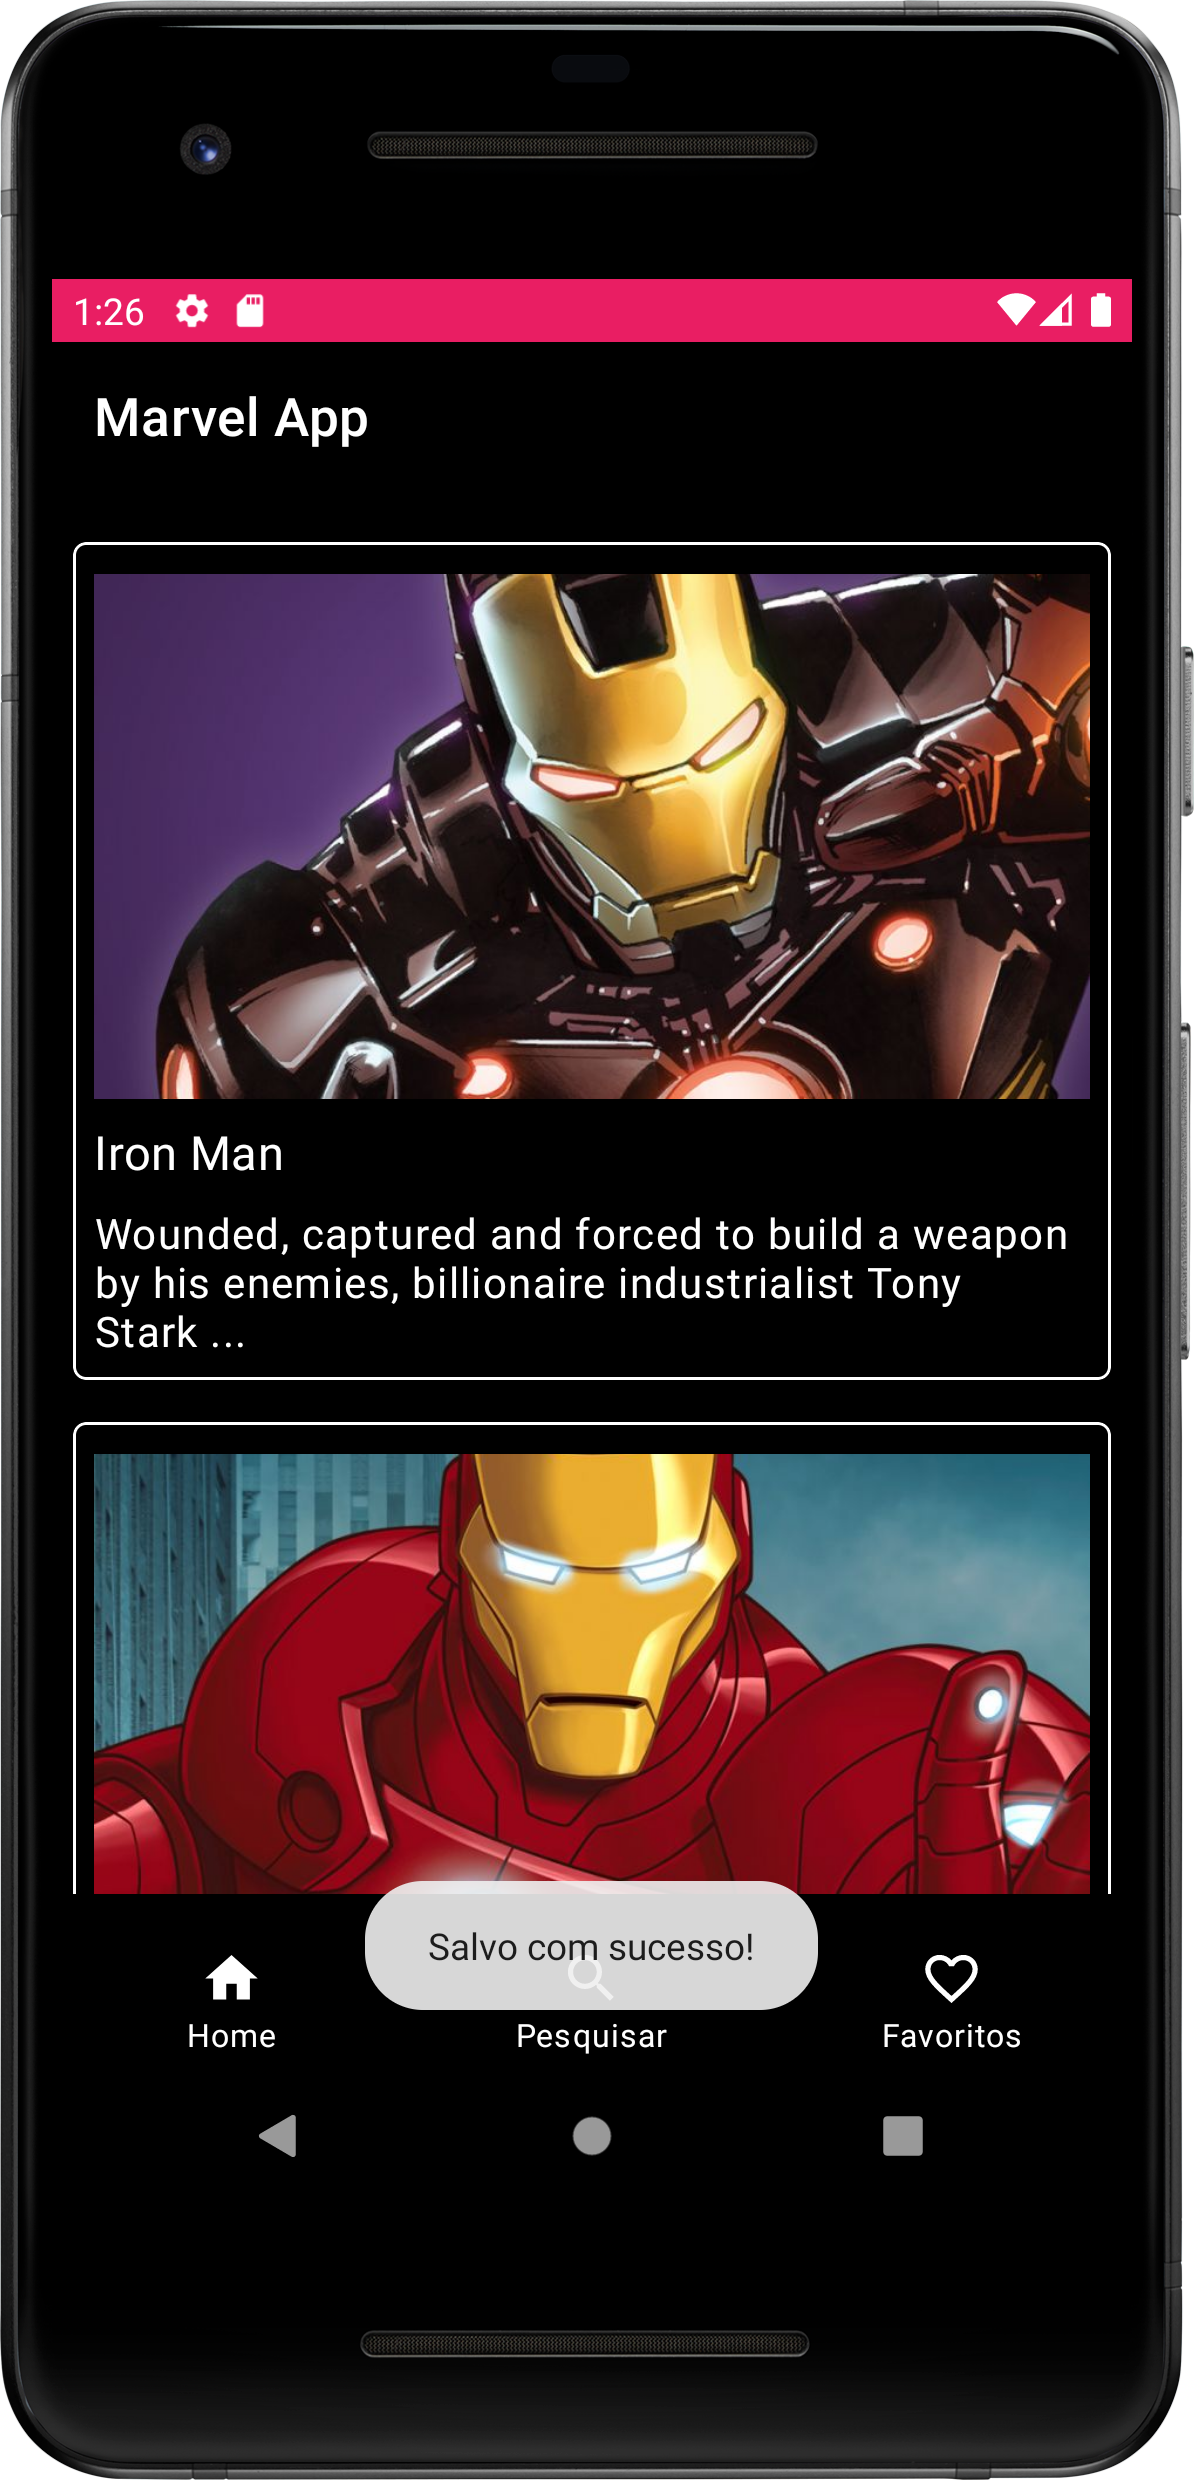 1:26
Marvel App
Iron Man
Wounded, captured and forced to build a weapon
by his enemies, billionaire industrialist Tony
Stark ...
Salvo com sucesso!
Home
Pesquisar
Favoritos